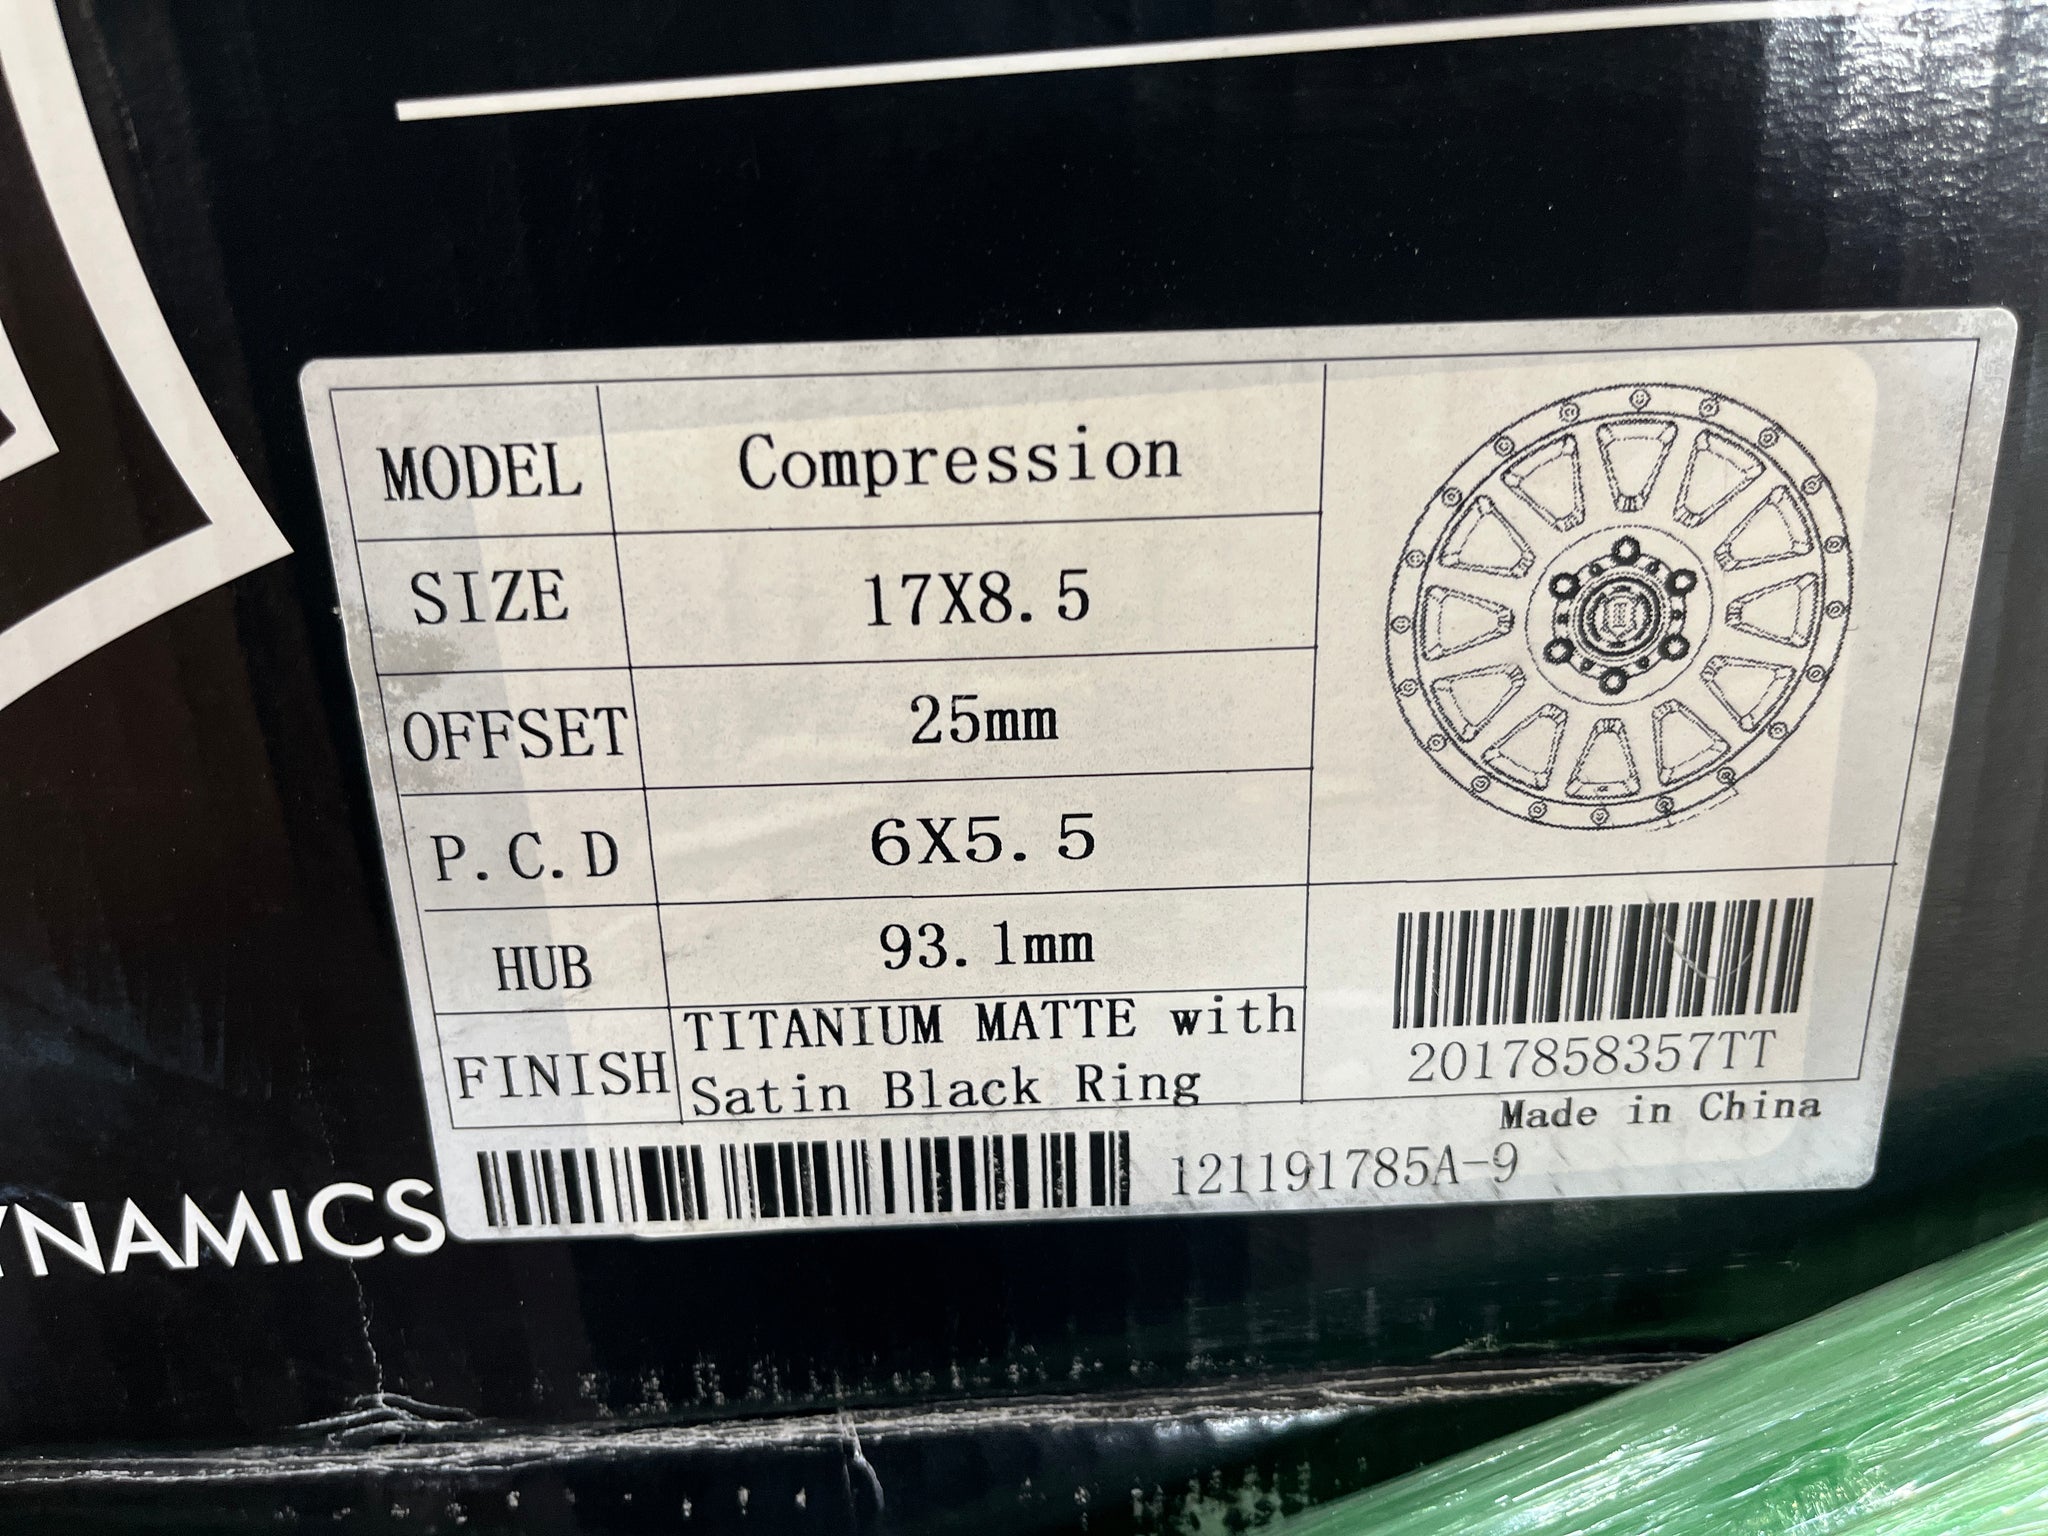 MODEL Compression
SIZE 17X8.5
OFFSET 25mm
P.C.D 6X5.5
HUB 93.1mm
FINISH TITANIUM MATTE with
Satin Black Ring
2017858357TT
Made in China
121191785A-9
YNAMICS